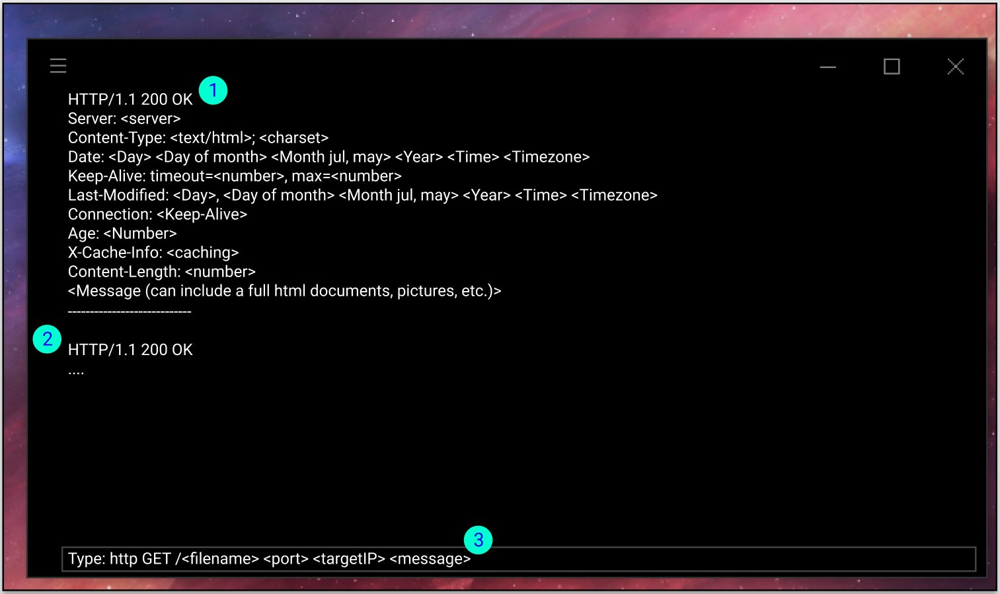 1
HTTP/1.1 200 OK
Server: <server>
Content-Type: <text/html>; <charset>
Date: <Day> <Day of month> <Month jul, may> <Year> <Time> <Timezone>
Keep-Alive: timeout=<number>, max=<number>
Last-Modified: <Day>, <Day of month> <Month jul, may> <Year> <Time> <Timezone>
Connection: <Keep-Alive>
Age: <Number>
X-Cache-Info: <caching>
Content-Length: <number>
<Message (can include a full html documents, pictures, etc.)>
----------------------------
2
HTTP/1.1 200 OK
....
3
Type: http GET /<filename> <port> <targetIP> <message>